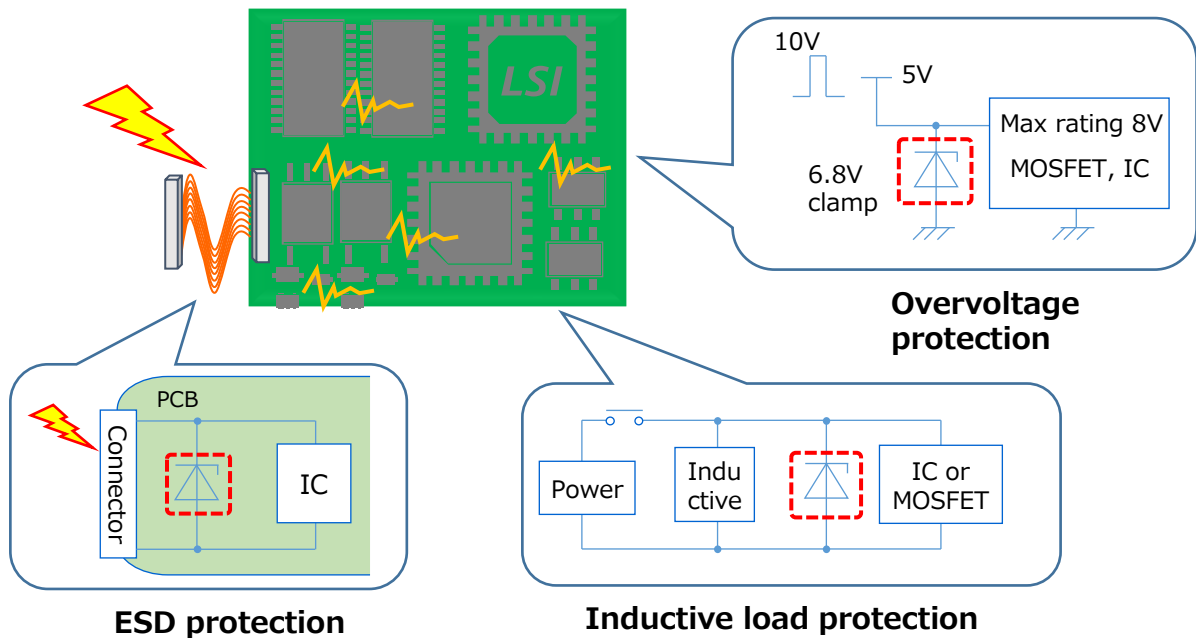 LSI
10V
5V
Max rating 8V
MOSFET, IC
6.8V
clamp
Overvoltage
protection
PCB
Connector
IC
ESD protection
Power
Indu
ctive
IC or
MOSFET
Inductive load protection